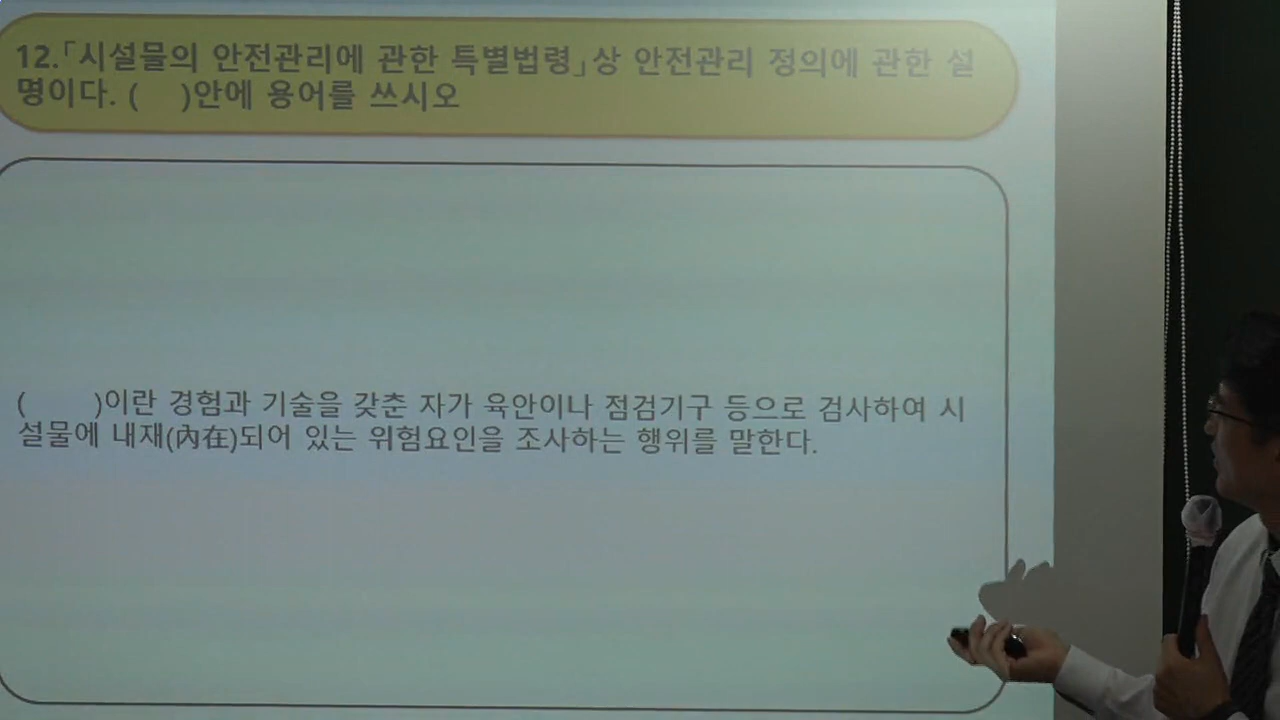 12.「시설물의 안전관리에 관한 특별법령」상 안전관리 정의에 관한 설
명이다. (    )안에 용어를 쓰시오
(      )이란 경험과 기술을 갖춘 자가 육안이나 점검기구 등으로 검사하여 시
설물에 내재(內在)되어 있는 위험요인을 조사하는 행위를 말한다.